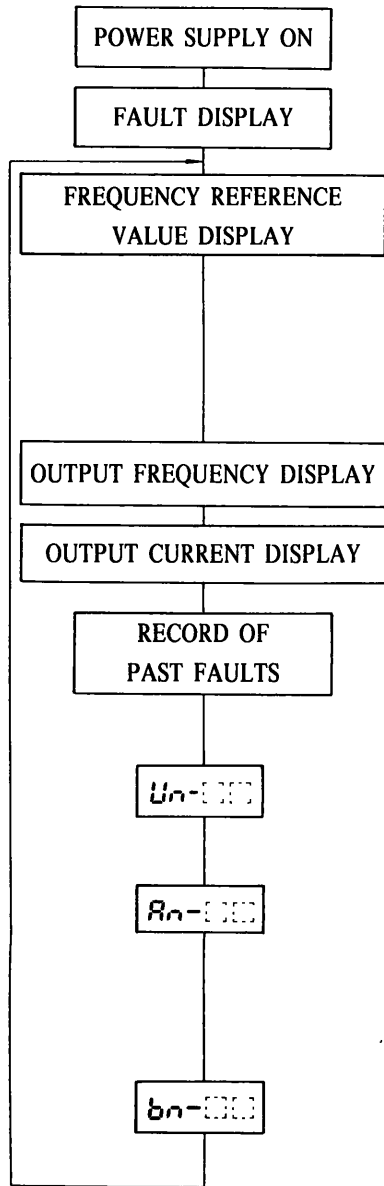 POWER SUPPLY ON
FAULT DISPLAY
FREQUENCY REFERENCE
VALUE DISPLAY
OUTPUT FREQUENCY DISPLAY
OUTPUT CURRENT DISPLAY
RECORD OF
PAST FAULTS
Un-
An-
bn-